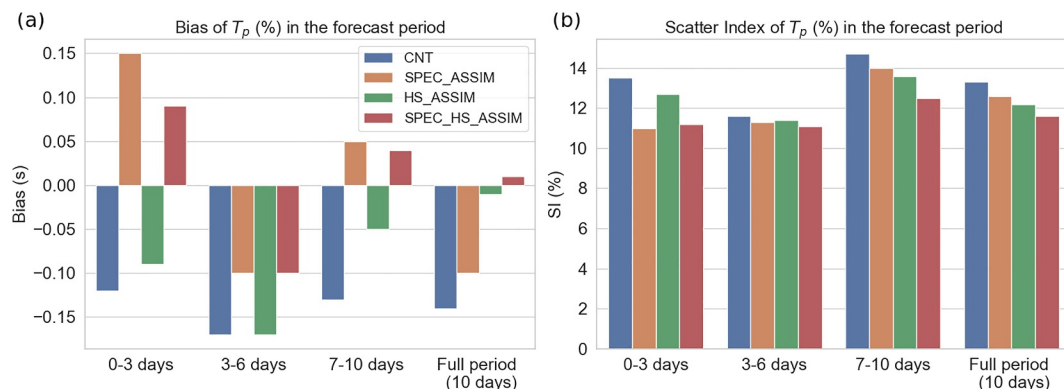 (a)
Bias of Tp (%) in the forecast period
0.15
0.10
0.05
0.00
−0.05
−0.10
−0.15
Bias (s)
CNT
SPEC_ASSIM
HS_ASSIM
SPEC_HS_ASSIM
0-3 days
3-6 days
7-10 days
Full period
(10 days)
(b)
Scatter Index of Tp (%) in the forecast period
14
12
10
8
6
4
2
0
SI (%)
0-3 days
3-6 days
7-10 days
Full period
(10 days)